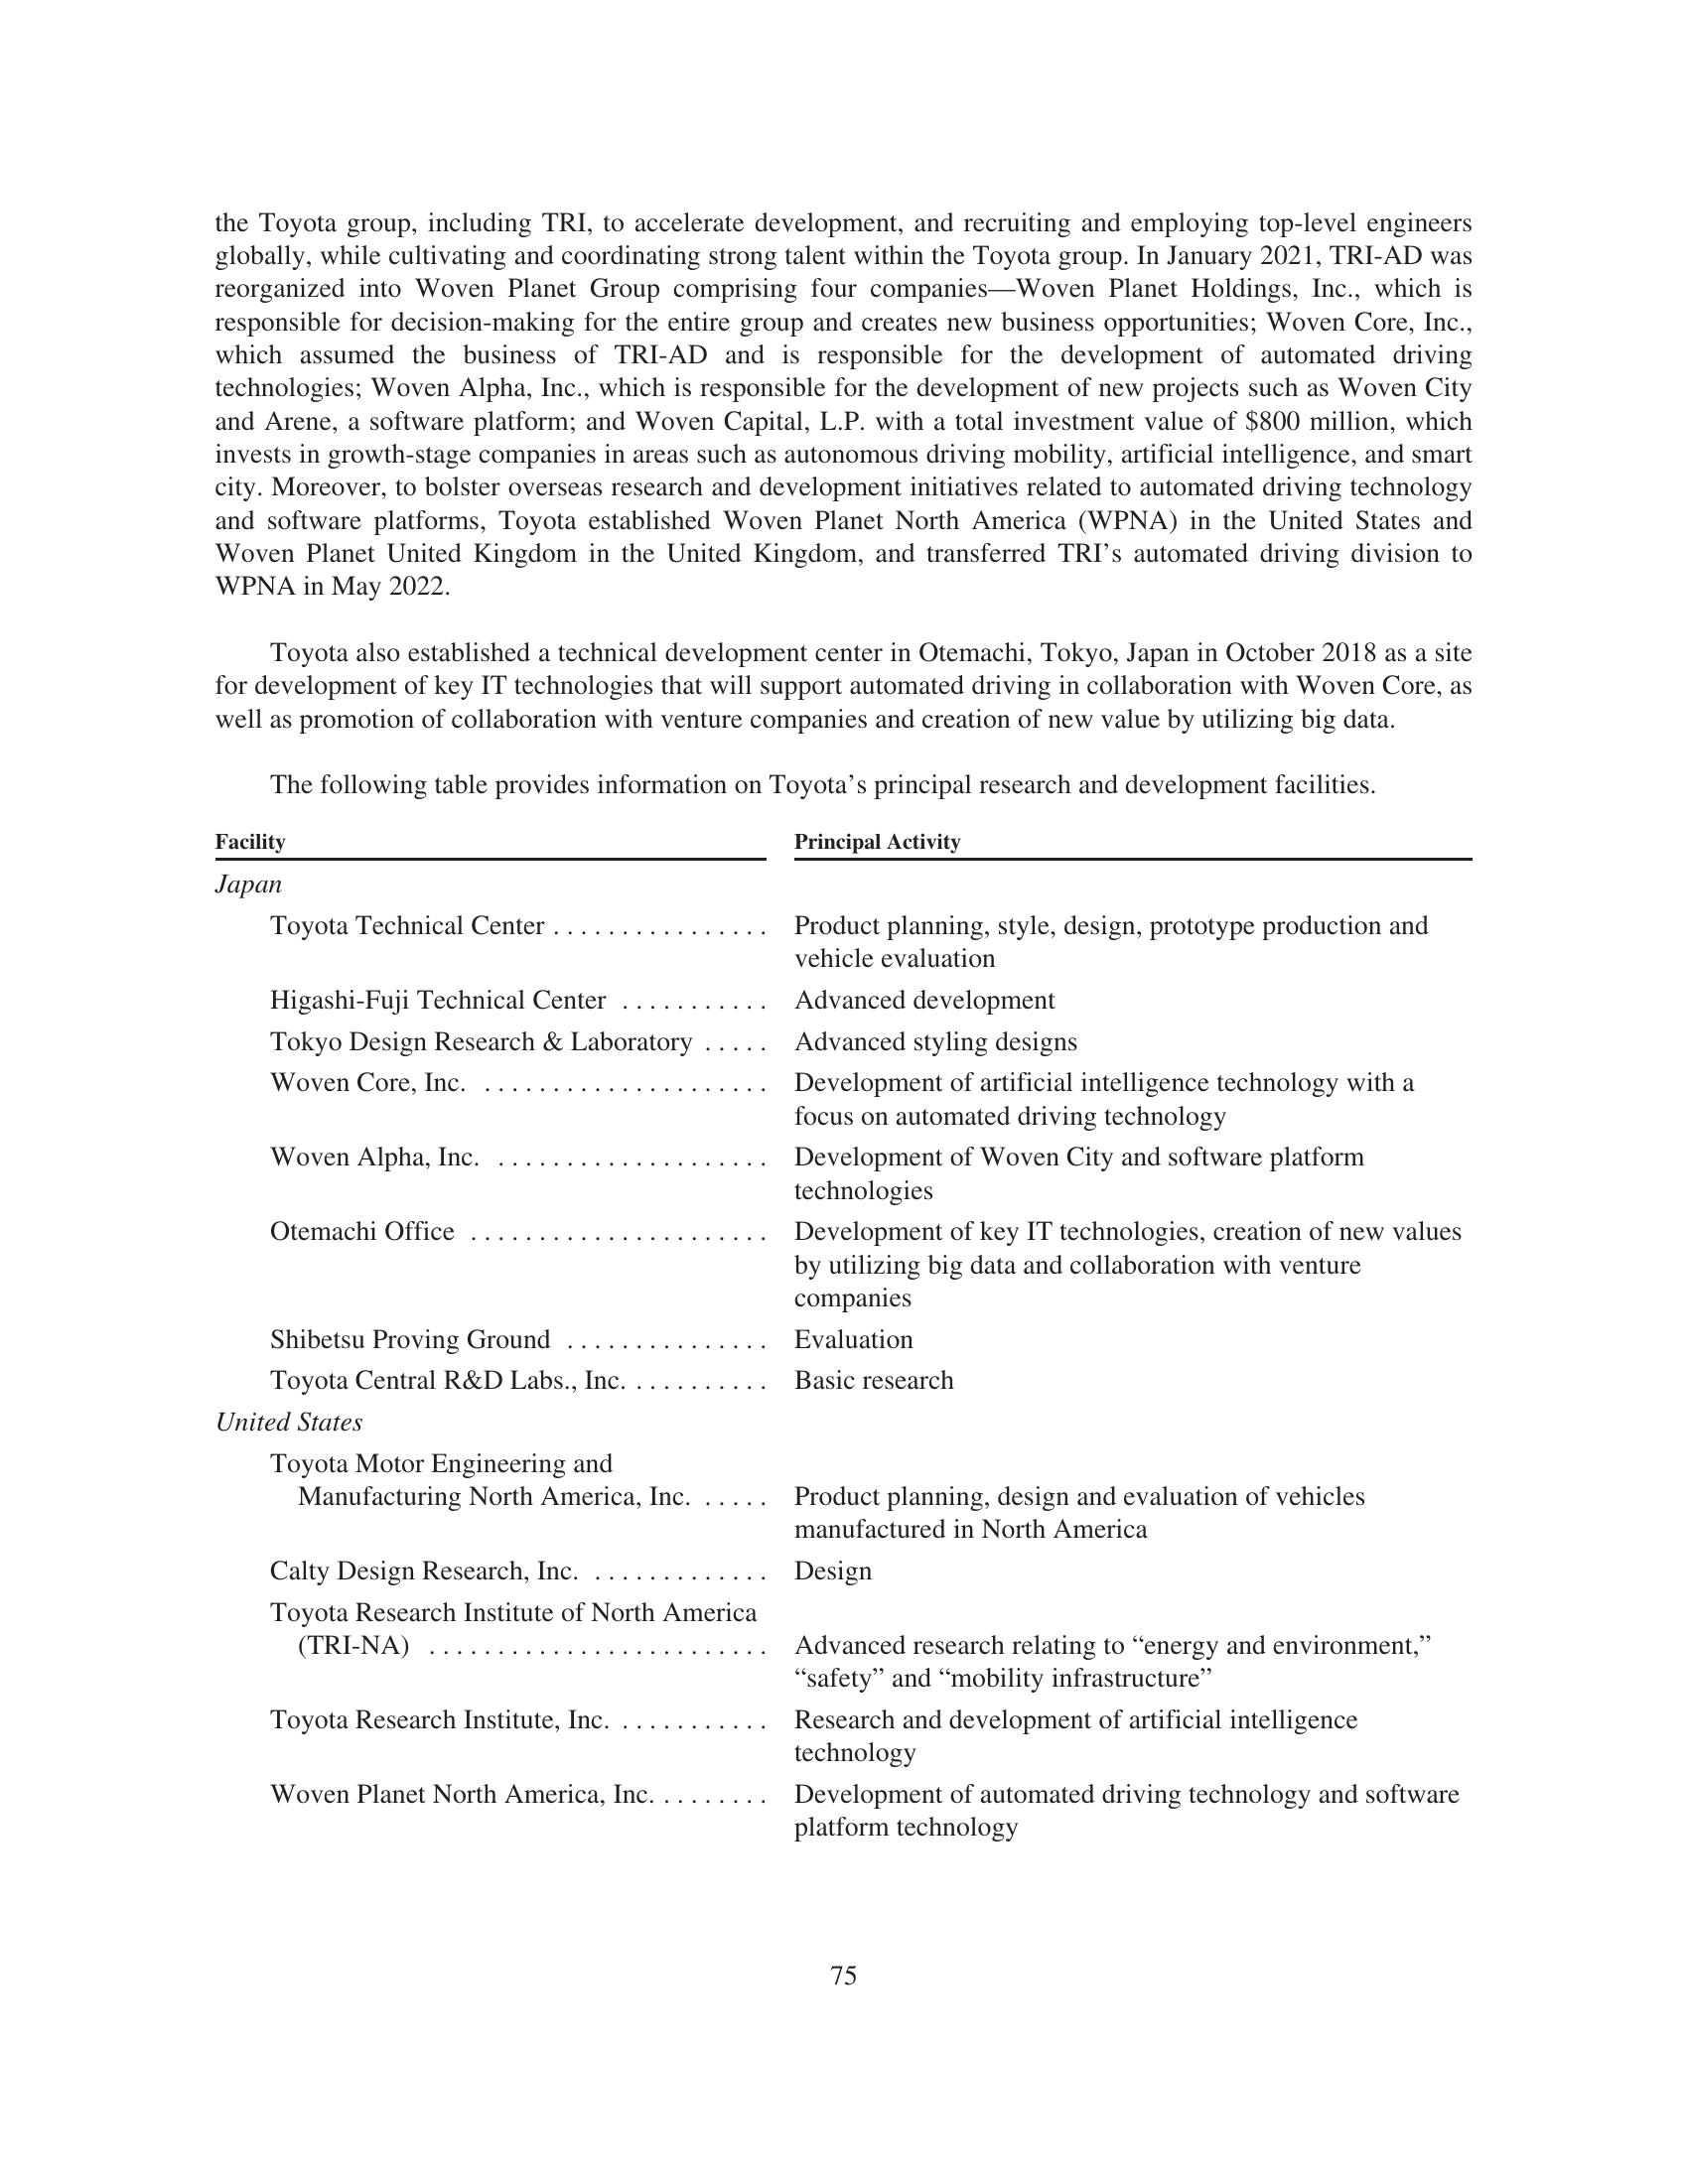 the Toyota group, including TRI, to accelerate development, and recruiting and employing top-level engineers
globally, while cultivating and coordinating strong talent within the Toyota group. In January 2021, TRI-AD was
reorganized into Woven Planet Group comprising four companies—Woven Planet Holdings, Inc., which is
responsible for decision-making for the entire group and creates new business opportunities; Woven Core, Inc.,
which assumed the business of TRI-AD and is responsible for the development of automated driving
technologies; Woven Alpha, Inc., which is responsible for the development of new projects such as Woven City
and Arene, a software platform; and Woven Capital, L.P. with a total investment value of $800 million, which
invests in growth-stage companies in areas such as autonomous driving mobility, artificial intelligence, and smart
city. Moreover, to bolster overseas research and development initiatives related to automated driving technology
and software platforms, Toyota established Woven Planet North America (WPNA) in the United States and
Woven Planet United Kingdom in the United Kingdom, and transferred TRI’s automated driving division to
WPNA in May 2022.
Toyota also established a technical development center in Otemachi, Tokyo, Japan in October 2018 as a site
for development of key IT technologies that will support automated driving in collaboration with Woven Core, as
well as promotion of collaboration with venture companies and creation of new value by utilizing big data.
The following table provides information on Toyota’s principal research and development facilities.
Facility Principal Activity
Japan
Toyota Technical Center . . . . . . . . . . . . . . . . Product planning, style, design, prototype production and
vehicle evaluation
Higashi-Fuji Technical Center . . . . . . . . . . . Advanced development
Tokyo Design Research & Laboratory . . . . . Advanced styling designs
Woven Core, Inc. . . . . . . . . . . . . . . . . . . . . . Development of artificial intelligence technology with a
focus on automated driving technology
Woven Alpha, Inc. . . . . . . . . . . . . . . . . . . . . Development of Woven City and software platform
technologies
Otemachi Office . . . . . . . . . . . . . . . . . . . . . . Development of key IT technologies, creation of new values
by utilizing big data and collaboration with venture
companies
Shibetsu Proving Ground . . . . . . . . . . . . . . . Evaluation
Toyota Central R&D Labs., Inc. . . . . . . . . . . Basic research
United States
Toyota Motor Engineering and
Manufacturing North America, Inc. . . . . . Product planning, design and evaluation of vehicles
manufactured in North America
Calty Design Research, Inc. . . . . . . . . . . . . . Design
Toyota Research Institute of North America
(TRI-NA) . . . . . . . . . . . . . . . . . . . . . . . . . Advanced research relating to “energy and environment,”
“safety” and “mobility infrastructure”
Toyota Research Institute, Inc. . . . . . . . . . . . Research and development of artificial intelligence
technology
Woven Planet North America, Inc. . . . . . . . . Development of automated driving technology and software
platform technology
75